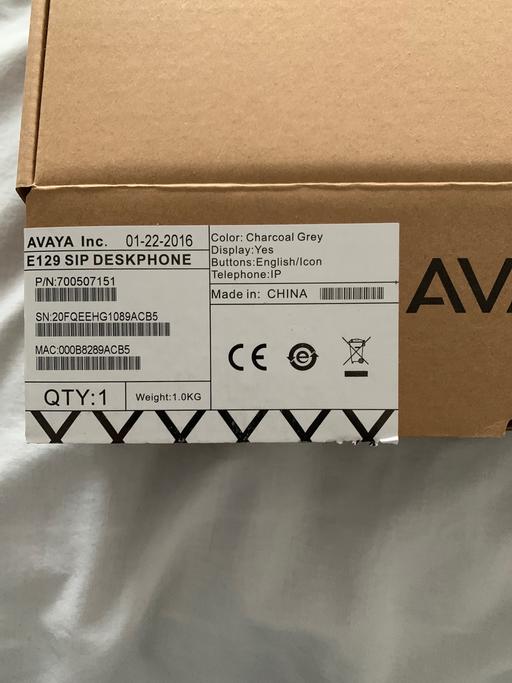 AVAYA Inc. 01-22-2016
E129 SIP DESKPHONE
P/N:700507151
SN:20FQEEHG1089ACB5
MAC:000B8289ACB5
QTY:1 Weight:1.0KG
Color: Charcoal Grey
Display:Yes
Buttons:English/Icon
Telephone:IP
Made in: CHINA
CE
AV